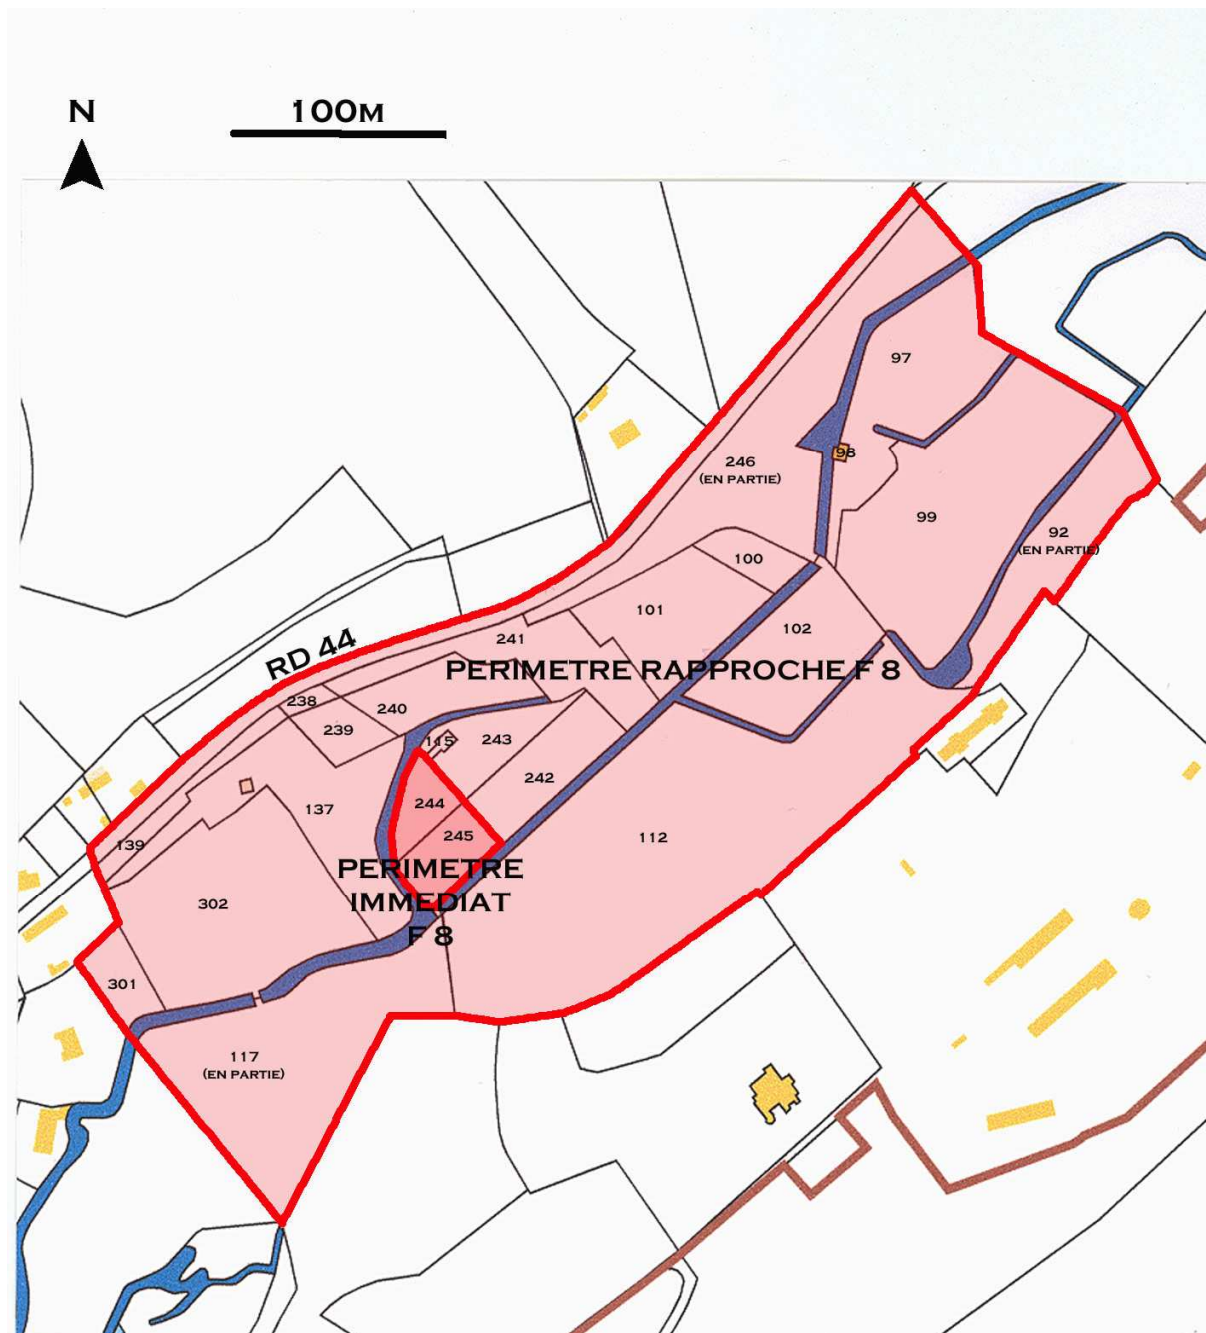 N
100M
97
246
(EN PARTIE)
98
99
92
(EN PARTIE)
100
101
102
241
RD 44
PERIMETRE RAPPROCHE F 8
238
240
239
115
243
242
137
244
245
139
112
PERIMETRE
IMMEDIAT
F 8
302
301
117
(EN PARTIE)